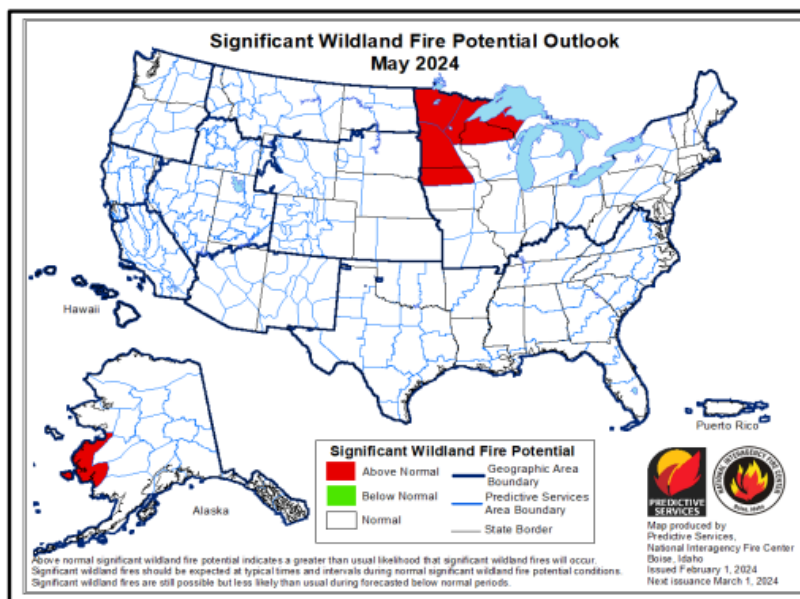 Significant Wildland Fire Potential Outlook
May 2024
Hawaii
Puerto Rico
Alaska
Significant Wildland Fire Potential
Above Normal
Below Normal
Normal
Geographic Area
Boundary
Predictive Services
Area Boundary
State Border
PREDICTIVE
SERVICES
NATIONAL INTERAGENCY FIRE CENTER
Boise, Idaho
Map produced by
Predictive Services,
National Interagency Fire Center
Boise, Idaho
Issued February 1, 2024
Next issuance March 1, 2024
Above normal significant wildland fire potential indicates a greater than usual likelihood that significant wildland fires will occur.
Significant wildland fires should be expected at typical times and intervals during normal significant wildland fire potential conditions.
Significant wildland fires are still possible but less likely than usual during forecasted below normal periods.